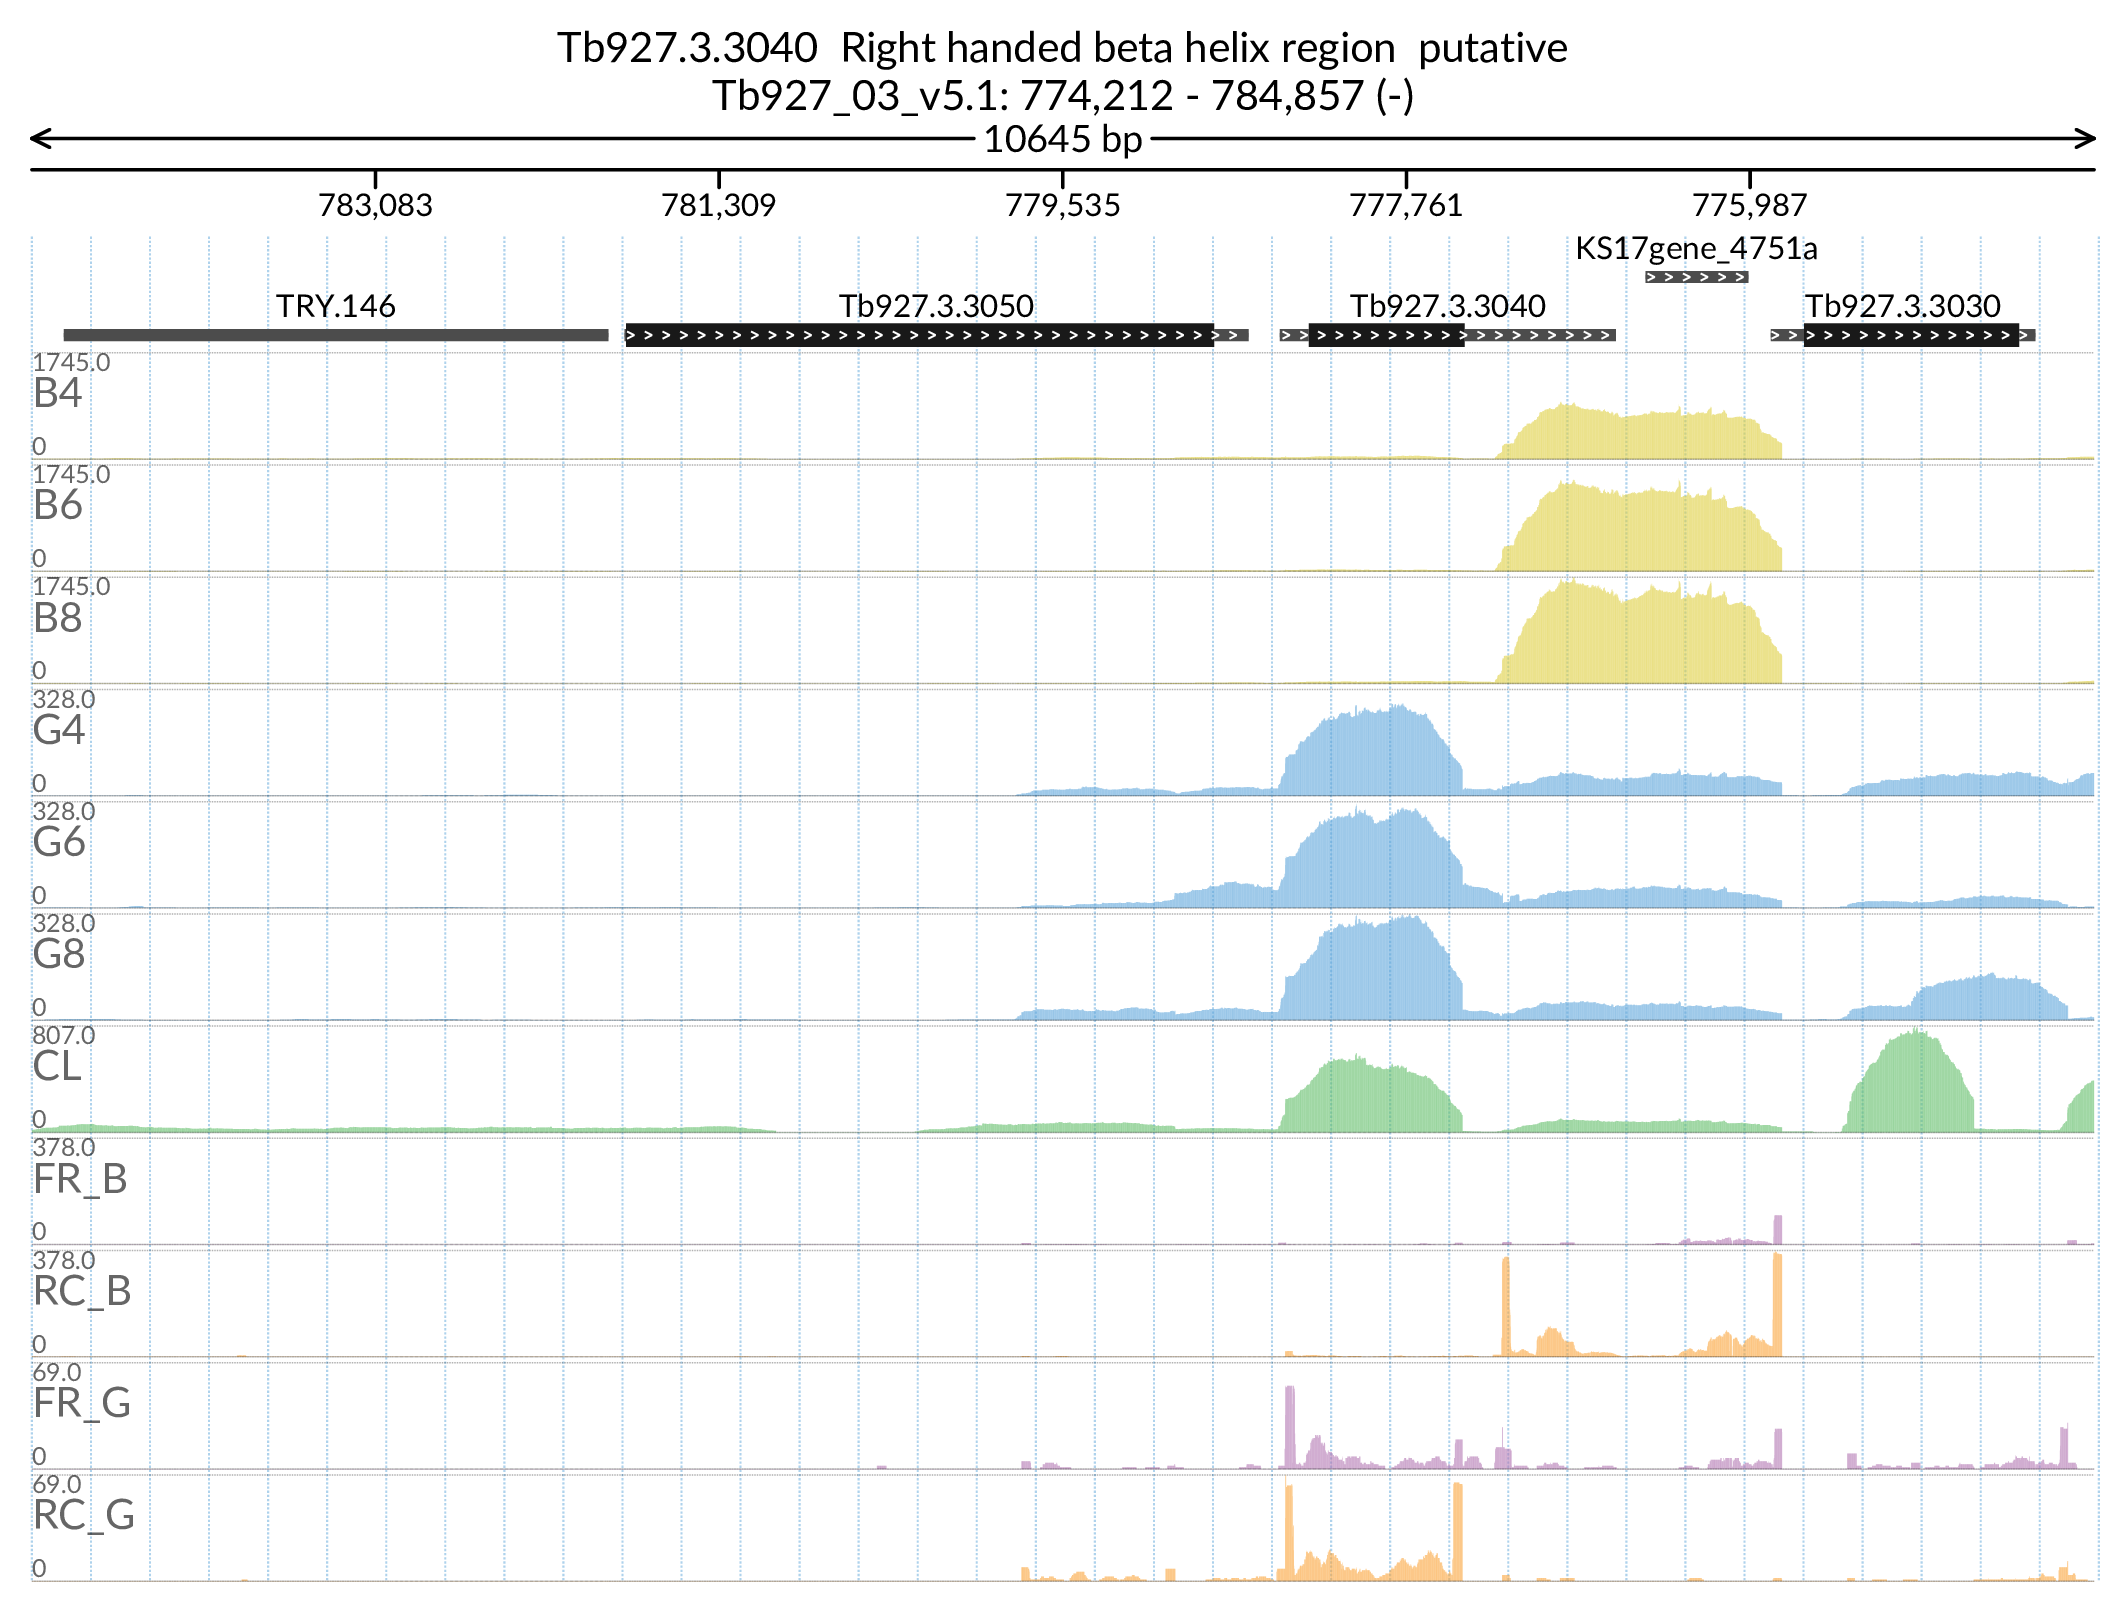 Tb927.3.3040  Right handed beta helix region  putative
Tb927_03_v5.1: 774,212 - 784,857 (-)
10645 bp
783,083 781,309 779,535 777,761 775,987
KS17gene_4751a
TRY.146 Tb927.3.3050 Tb927.3.3040 Tb927.3.3030
1745.0
B4
0
1745.0
B6
0
1745.0
B8
0
328.0
G4
0
328.0
G6
0
328.0
G8
0
807.0
CL
0
378.0
FR_B
0
378.0
RC_B
0
69.0
FR_G
0
69.0
RC_G
0